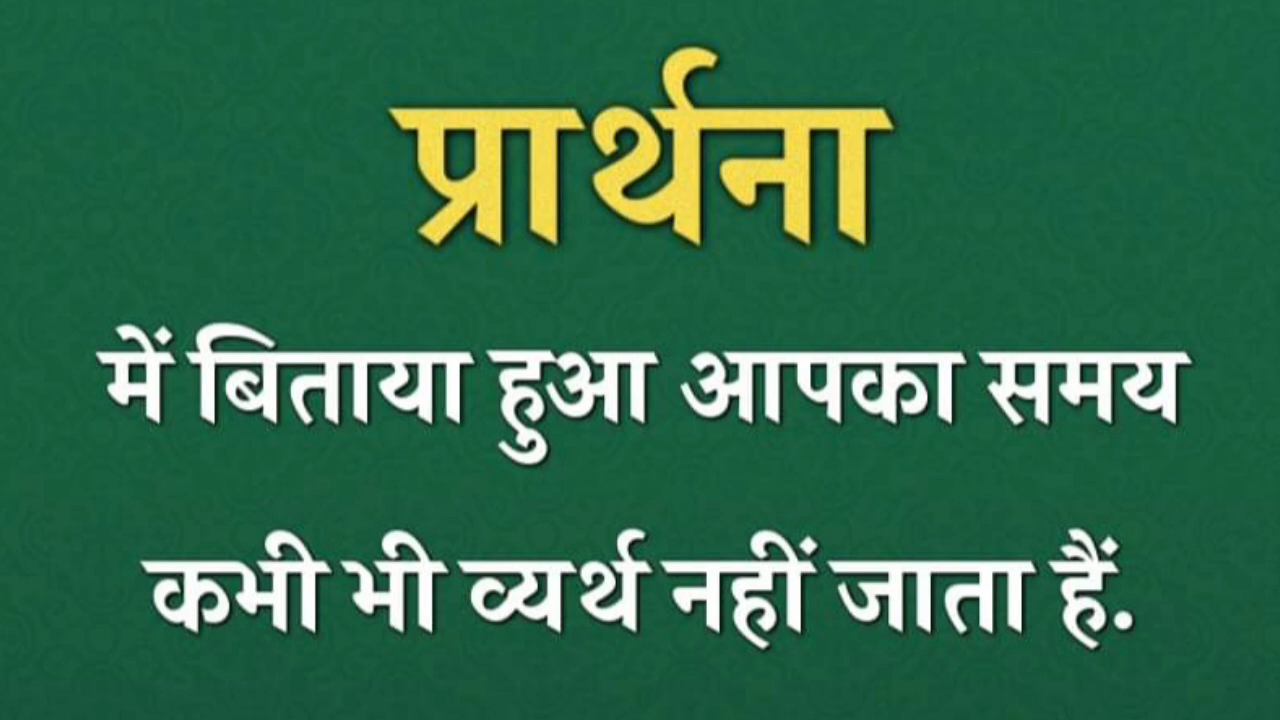 प्रार्थना
में बिताया हुआ आपका समय
कभी भी व्यर्थ नहीं जाता हैं.